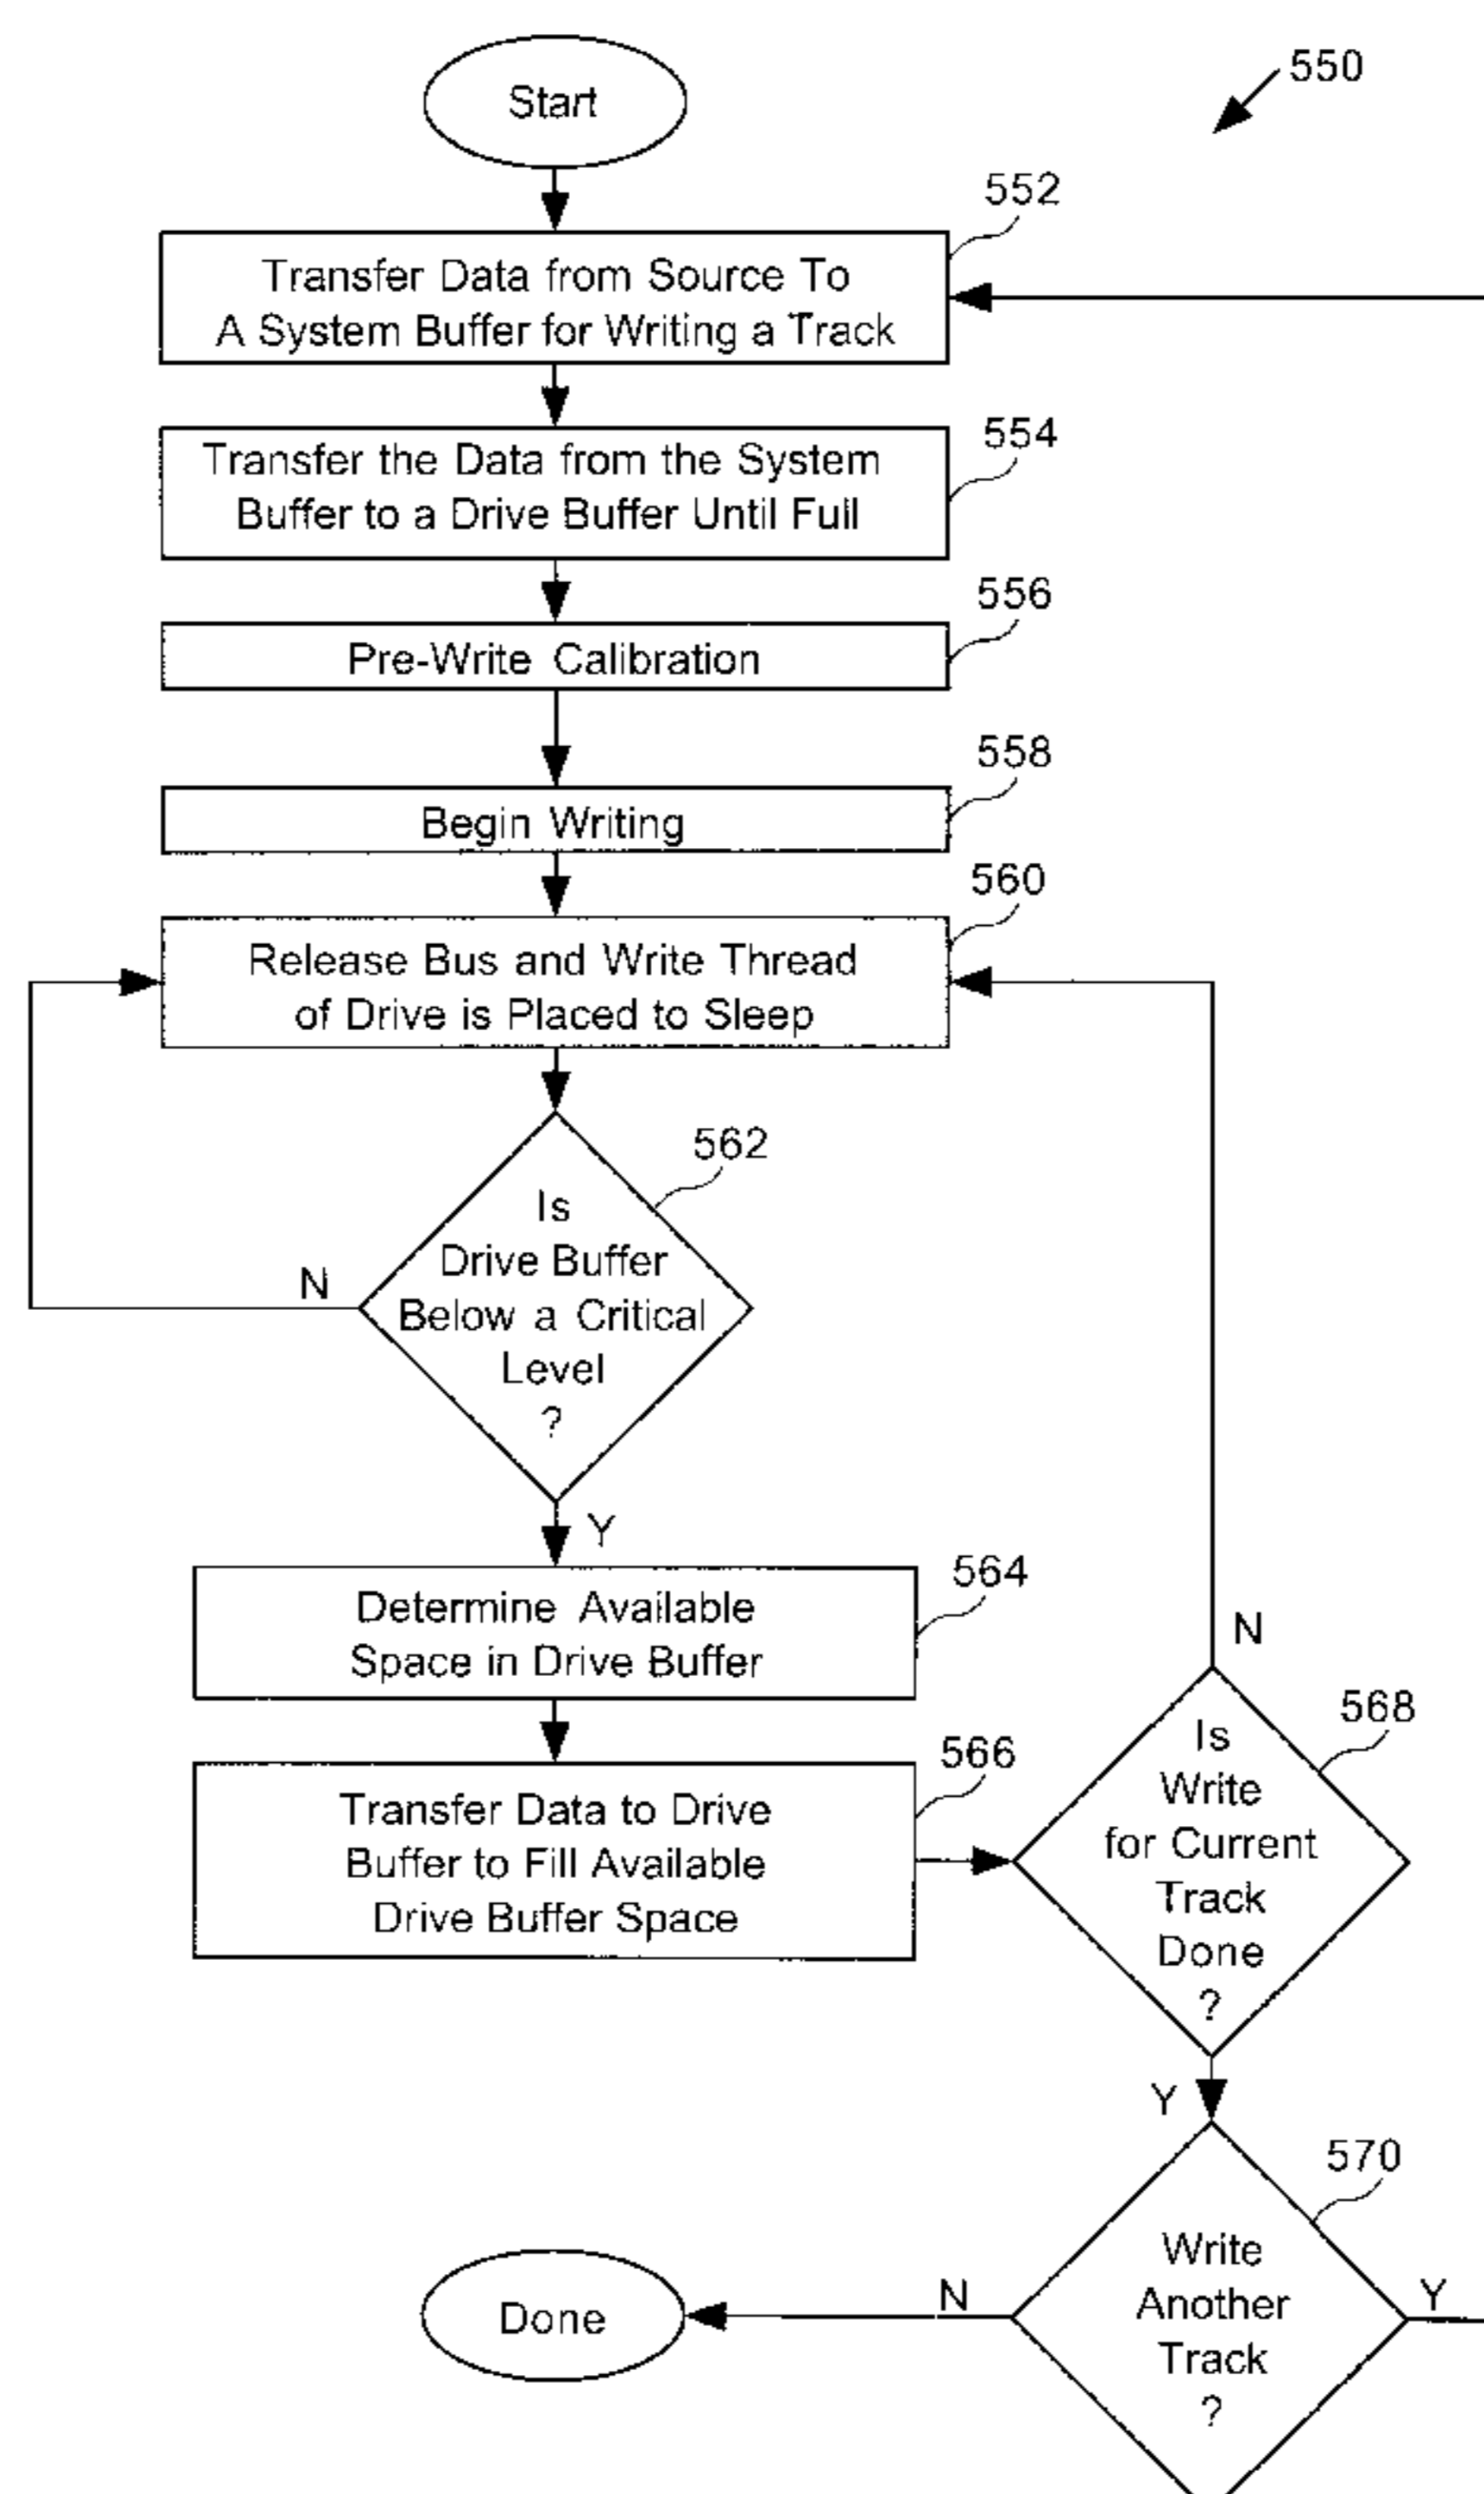 Start
550
552
Transfer Data from Source To
A System Buffer for Writing a Track
554
Transfer the Data from the System
Buffer to a Drive Buffer Until Full
556
Pre-Write Calibration
558
Begin Writing
560
Release Bus and Write Thread
of Drive is Placed to Sleep
562
Is
Drive Buffer
Below a Critical
Level
?
N
Y
564
Determine Available
Space in Drive Buffer
566
Transfer Data to Drive
Buffer to Fill Available
Drive Buffer Space
N
568
Is
Write
for Current
Track
Done
?
Y
570
Write
Another
Track
?
N
Y
Done